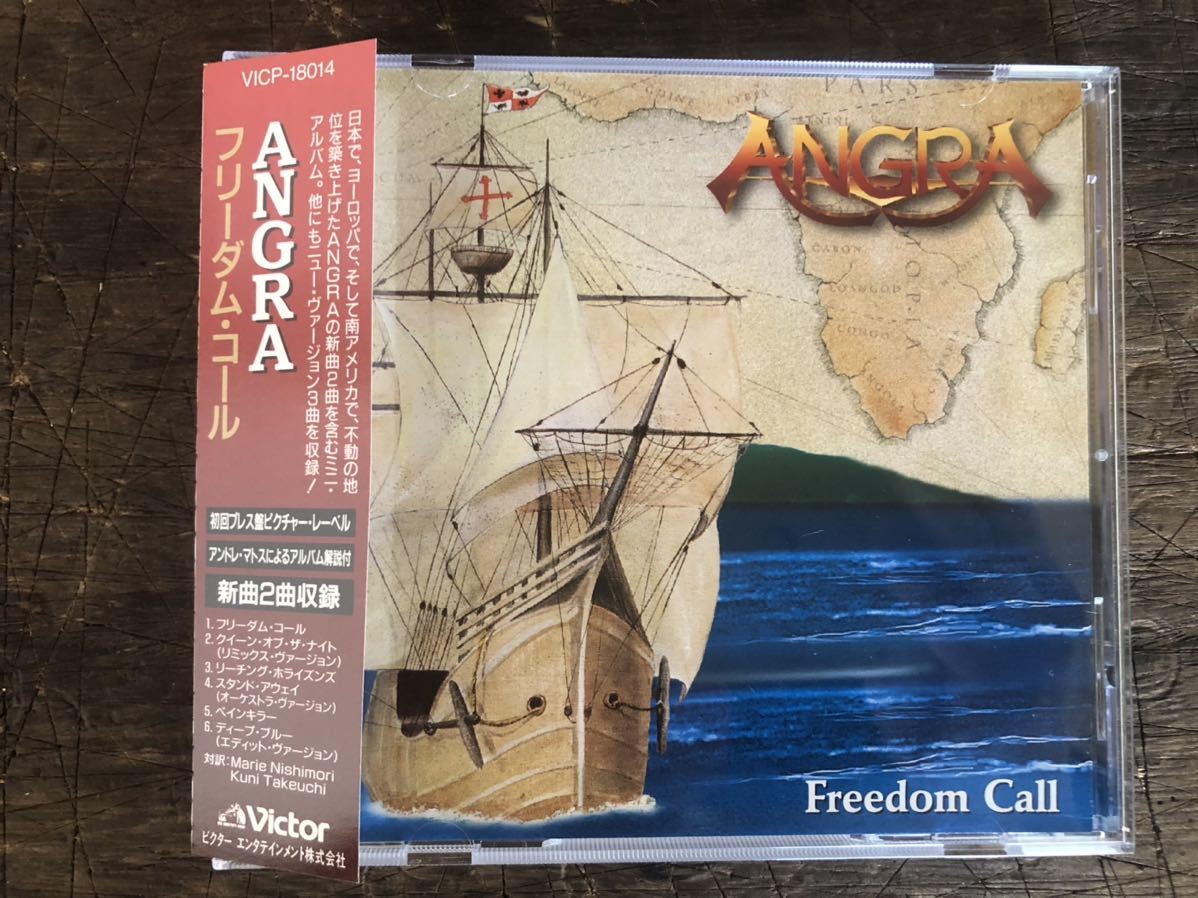 VICP-18014
ANGRA
フリーダム・コール
日本で、ヨーロッパで、そして南アメリカで、不動の地
位を築き上げたANGRAの新曲2曲を含むミニ・
アルバム。他にもニュー・ヴァージョン3曲を収録!
初回プレス盤ピクチャー・レーベル
アンドレ・マトスによるアルバム解説付
新曲2曲収録
1. フリーダム・コール
2. クイーン・オブ・ザ・ナイト
(リミックス・ヴァージョン)
3. リーチング・ホライズンズ
4. スタンド・アウェイ
(オーケストラ・ヴァージョン)
5. ペインキラー
6. ディープ・ブルー
(エディット・ヴァージョン)
対訳:Marie Nishimori
Kuni Takeuchi
Victor
ビクター エンタテインメント株式会社
ANGRA
PARS
GUINE
GABON
CONGO
Freedom Call